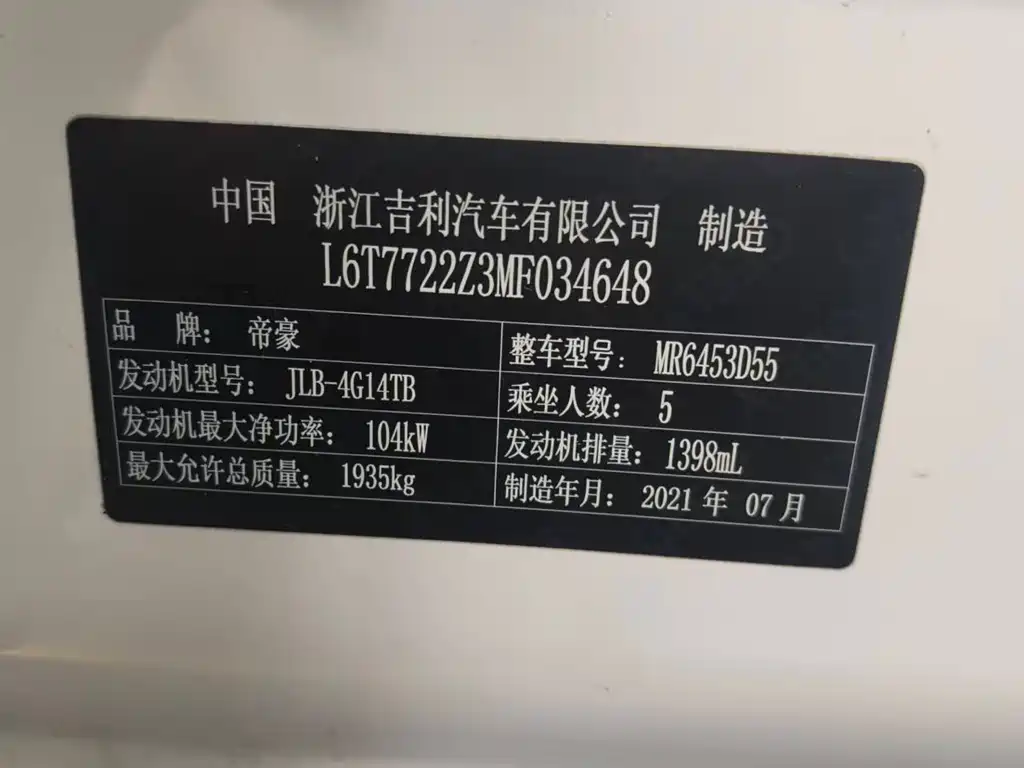 中国 浙江吉利汽车有限公司 制造
L6T7722Z3MF034648
品 牌： 帝豪 整车型号： MR6453D55
发动机型号： JLB-4G14TB 乘坐人数： 5
发动机最大净功率： 104kW 发动机排量： 1398mL
最大允许总质量： 1935kg 制造年月： 2021 年 07 月